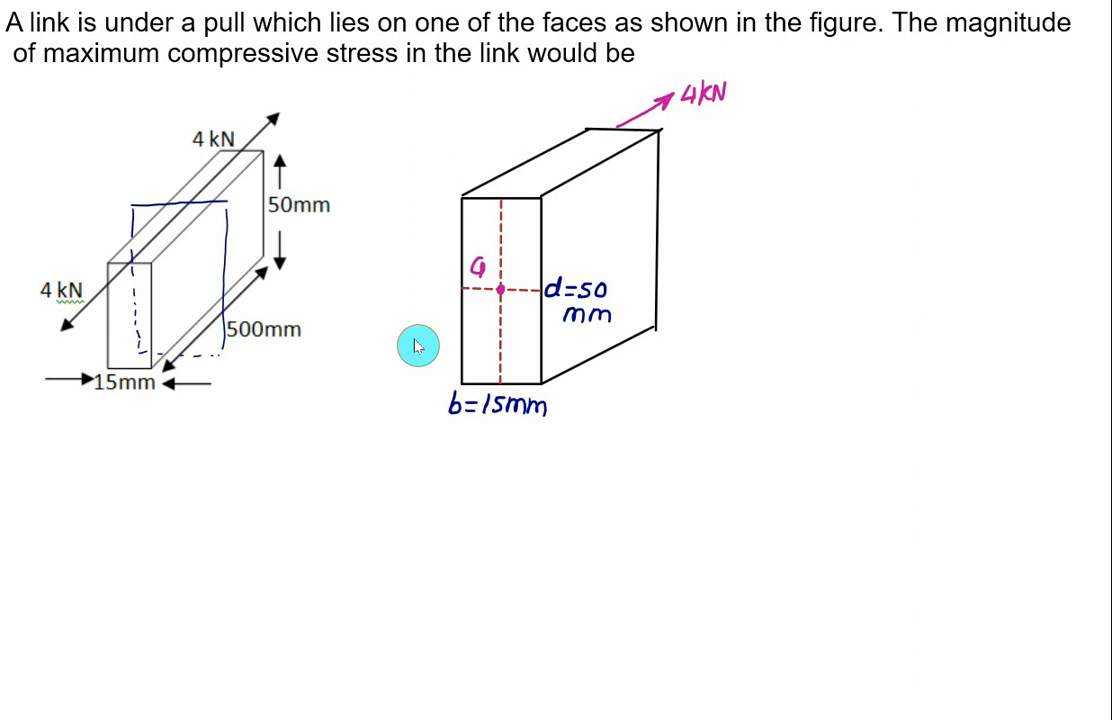 A link is under a pull which lies on one of the faces as shown in the figure. The magnitude
of maximum compressive stress in the link would be
4 kN
4kN
50mm
G
4 kN
d=50
mm
500mm
15mm
b=15mm